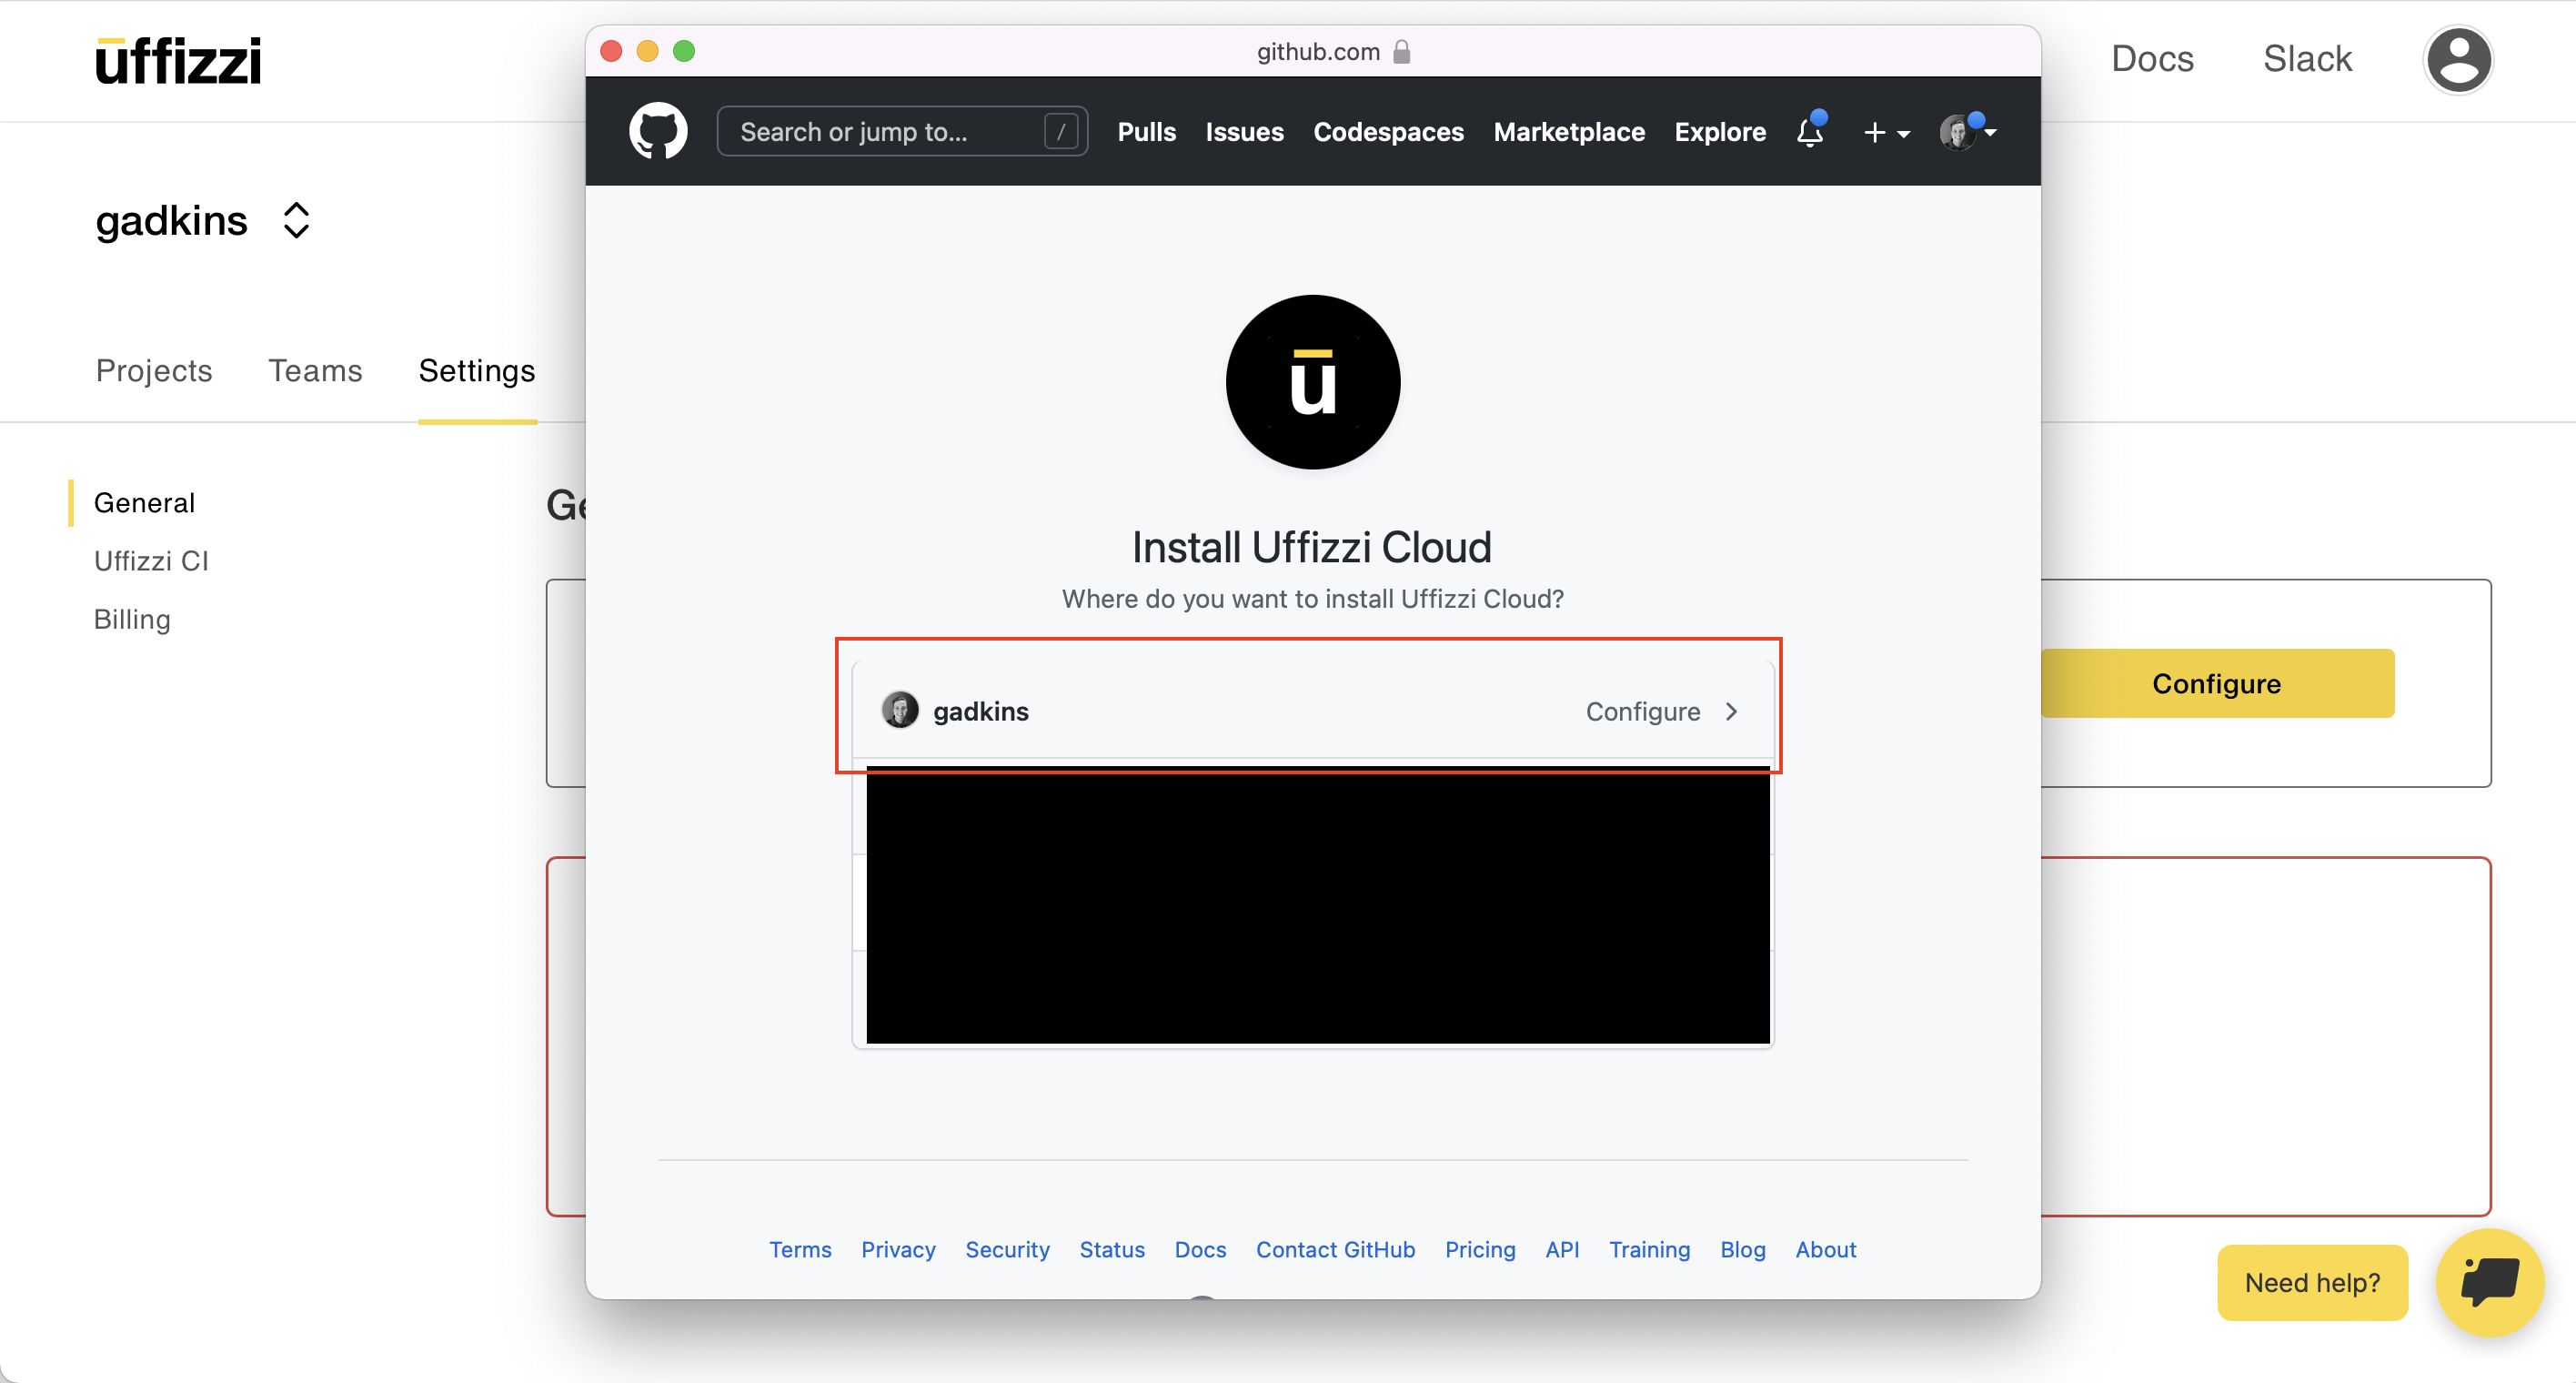 uffizzi
github.com
Docs Slack
Search or jump to... /
Pulls Issues Codespaces Marketplace Explore
gadkins
Projects Teams Settings
ū
General
Uffizzi CI
Billing
Ge
Install Uffizzi Cloud
Where do you want to install Uffizzi Cloud?
gadkins Configure
Configure
Terms Privacy Security Status Docs Contact GitHub Pricing API Training Blog About
Need help?